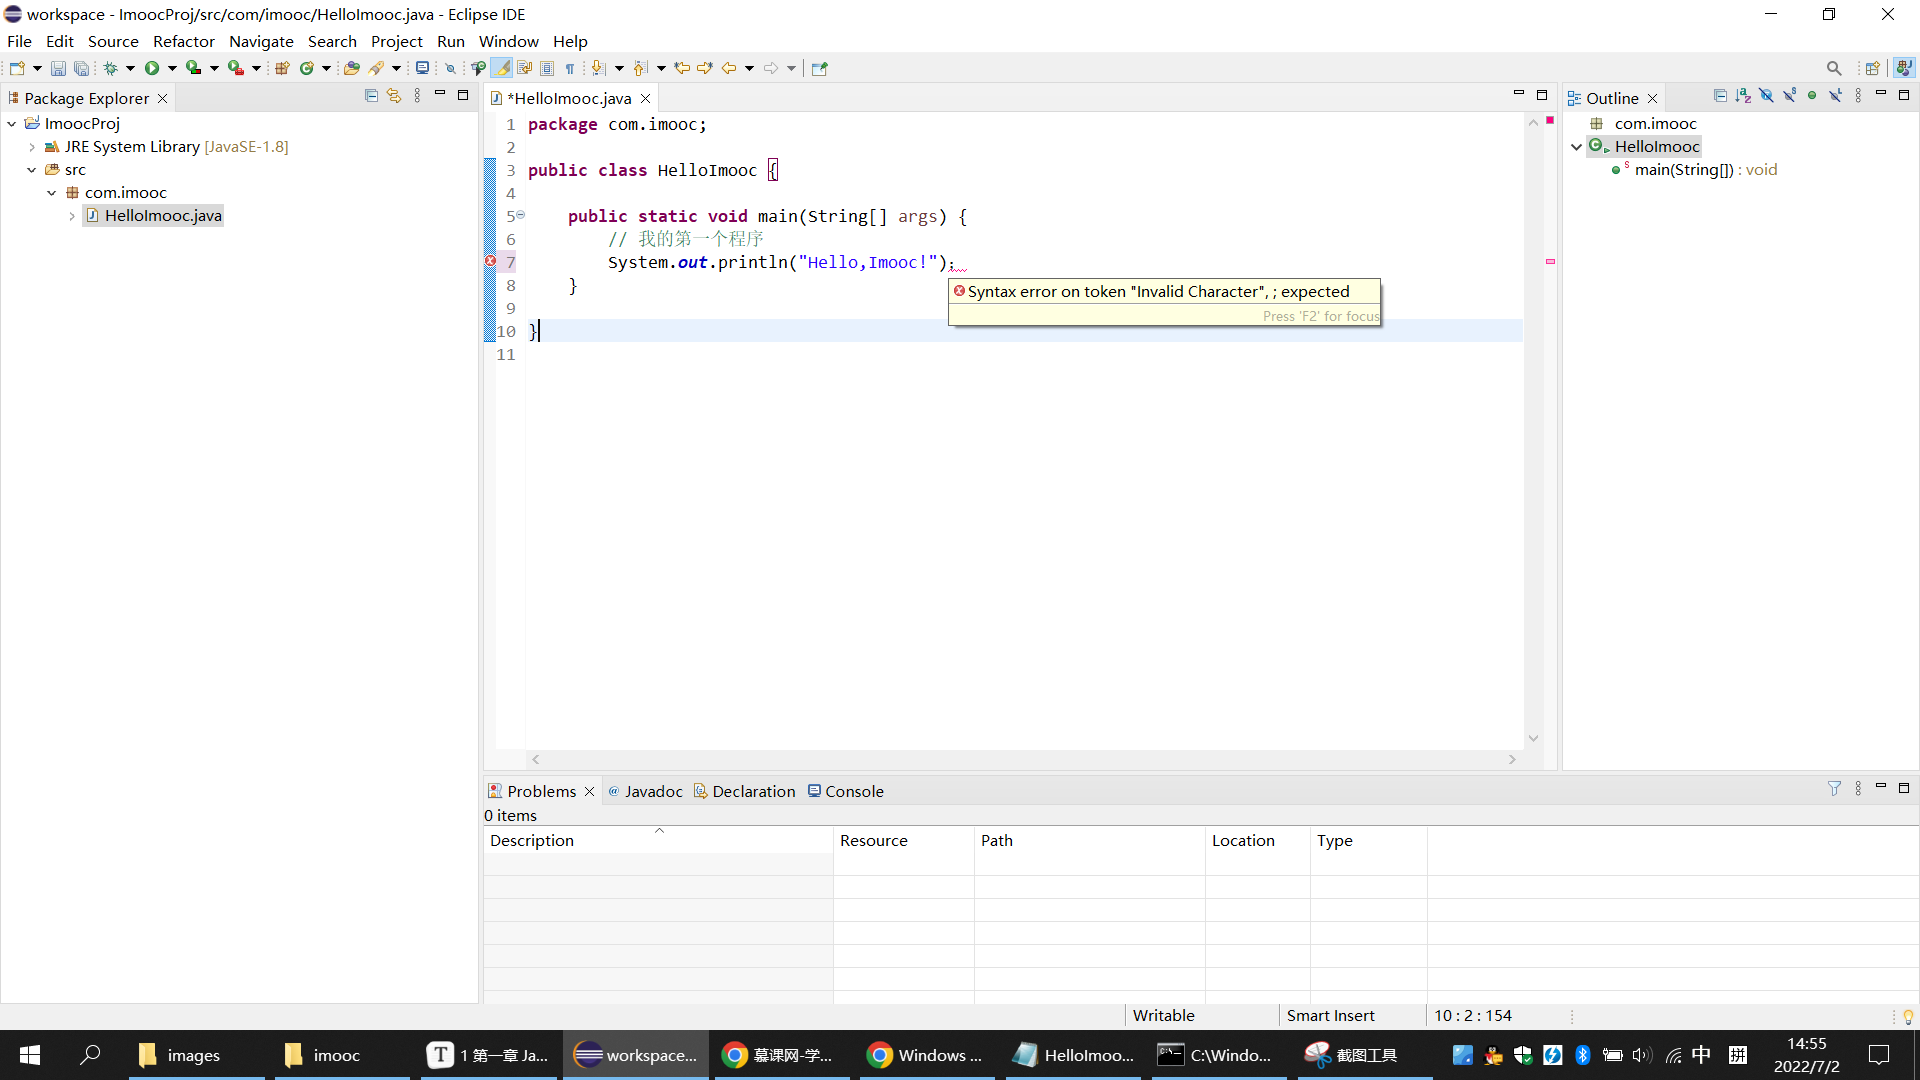 workspace - ImoocProj/src/com/imooc/HelloImooc.java - Eclipse IDE
File Edit Source Refactor Navigate Search Project Run Window Help
Package Explorer
ImoocProj
JRE System Library [JavaSE-1.8]
src
com.imooc
HelloImooc.java
*HelloImooc.java
1 package com.imooc;
2
3 public class HelloImooc {
4
5 public static void main(String[] args) {
6 // 我的第一个程序
7 System.out.println("Hello,Imooc!")；
8 }
9
10 }
11
Syntax error on token "Invalid Character", ; expected
Press 'F2' for focus
Outline
com.imooc
HelloImooc
main(String[]) : void
Problems Javadoc Declaration Console
0 items
Description Resource Path Location Type
Writable Smart Insert 10 : 2 : 154
images imooc 1 第一章 Ja... workspace... 慕课网-学... Windows ... HelloImoo... C:\Windo... 截图工具 中 拼
14:55
2022/7/2